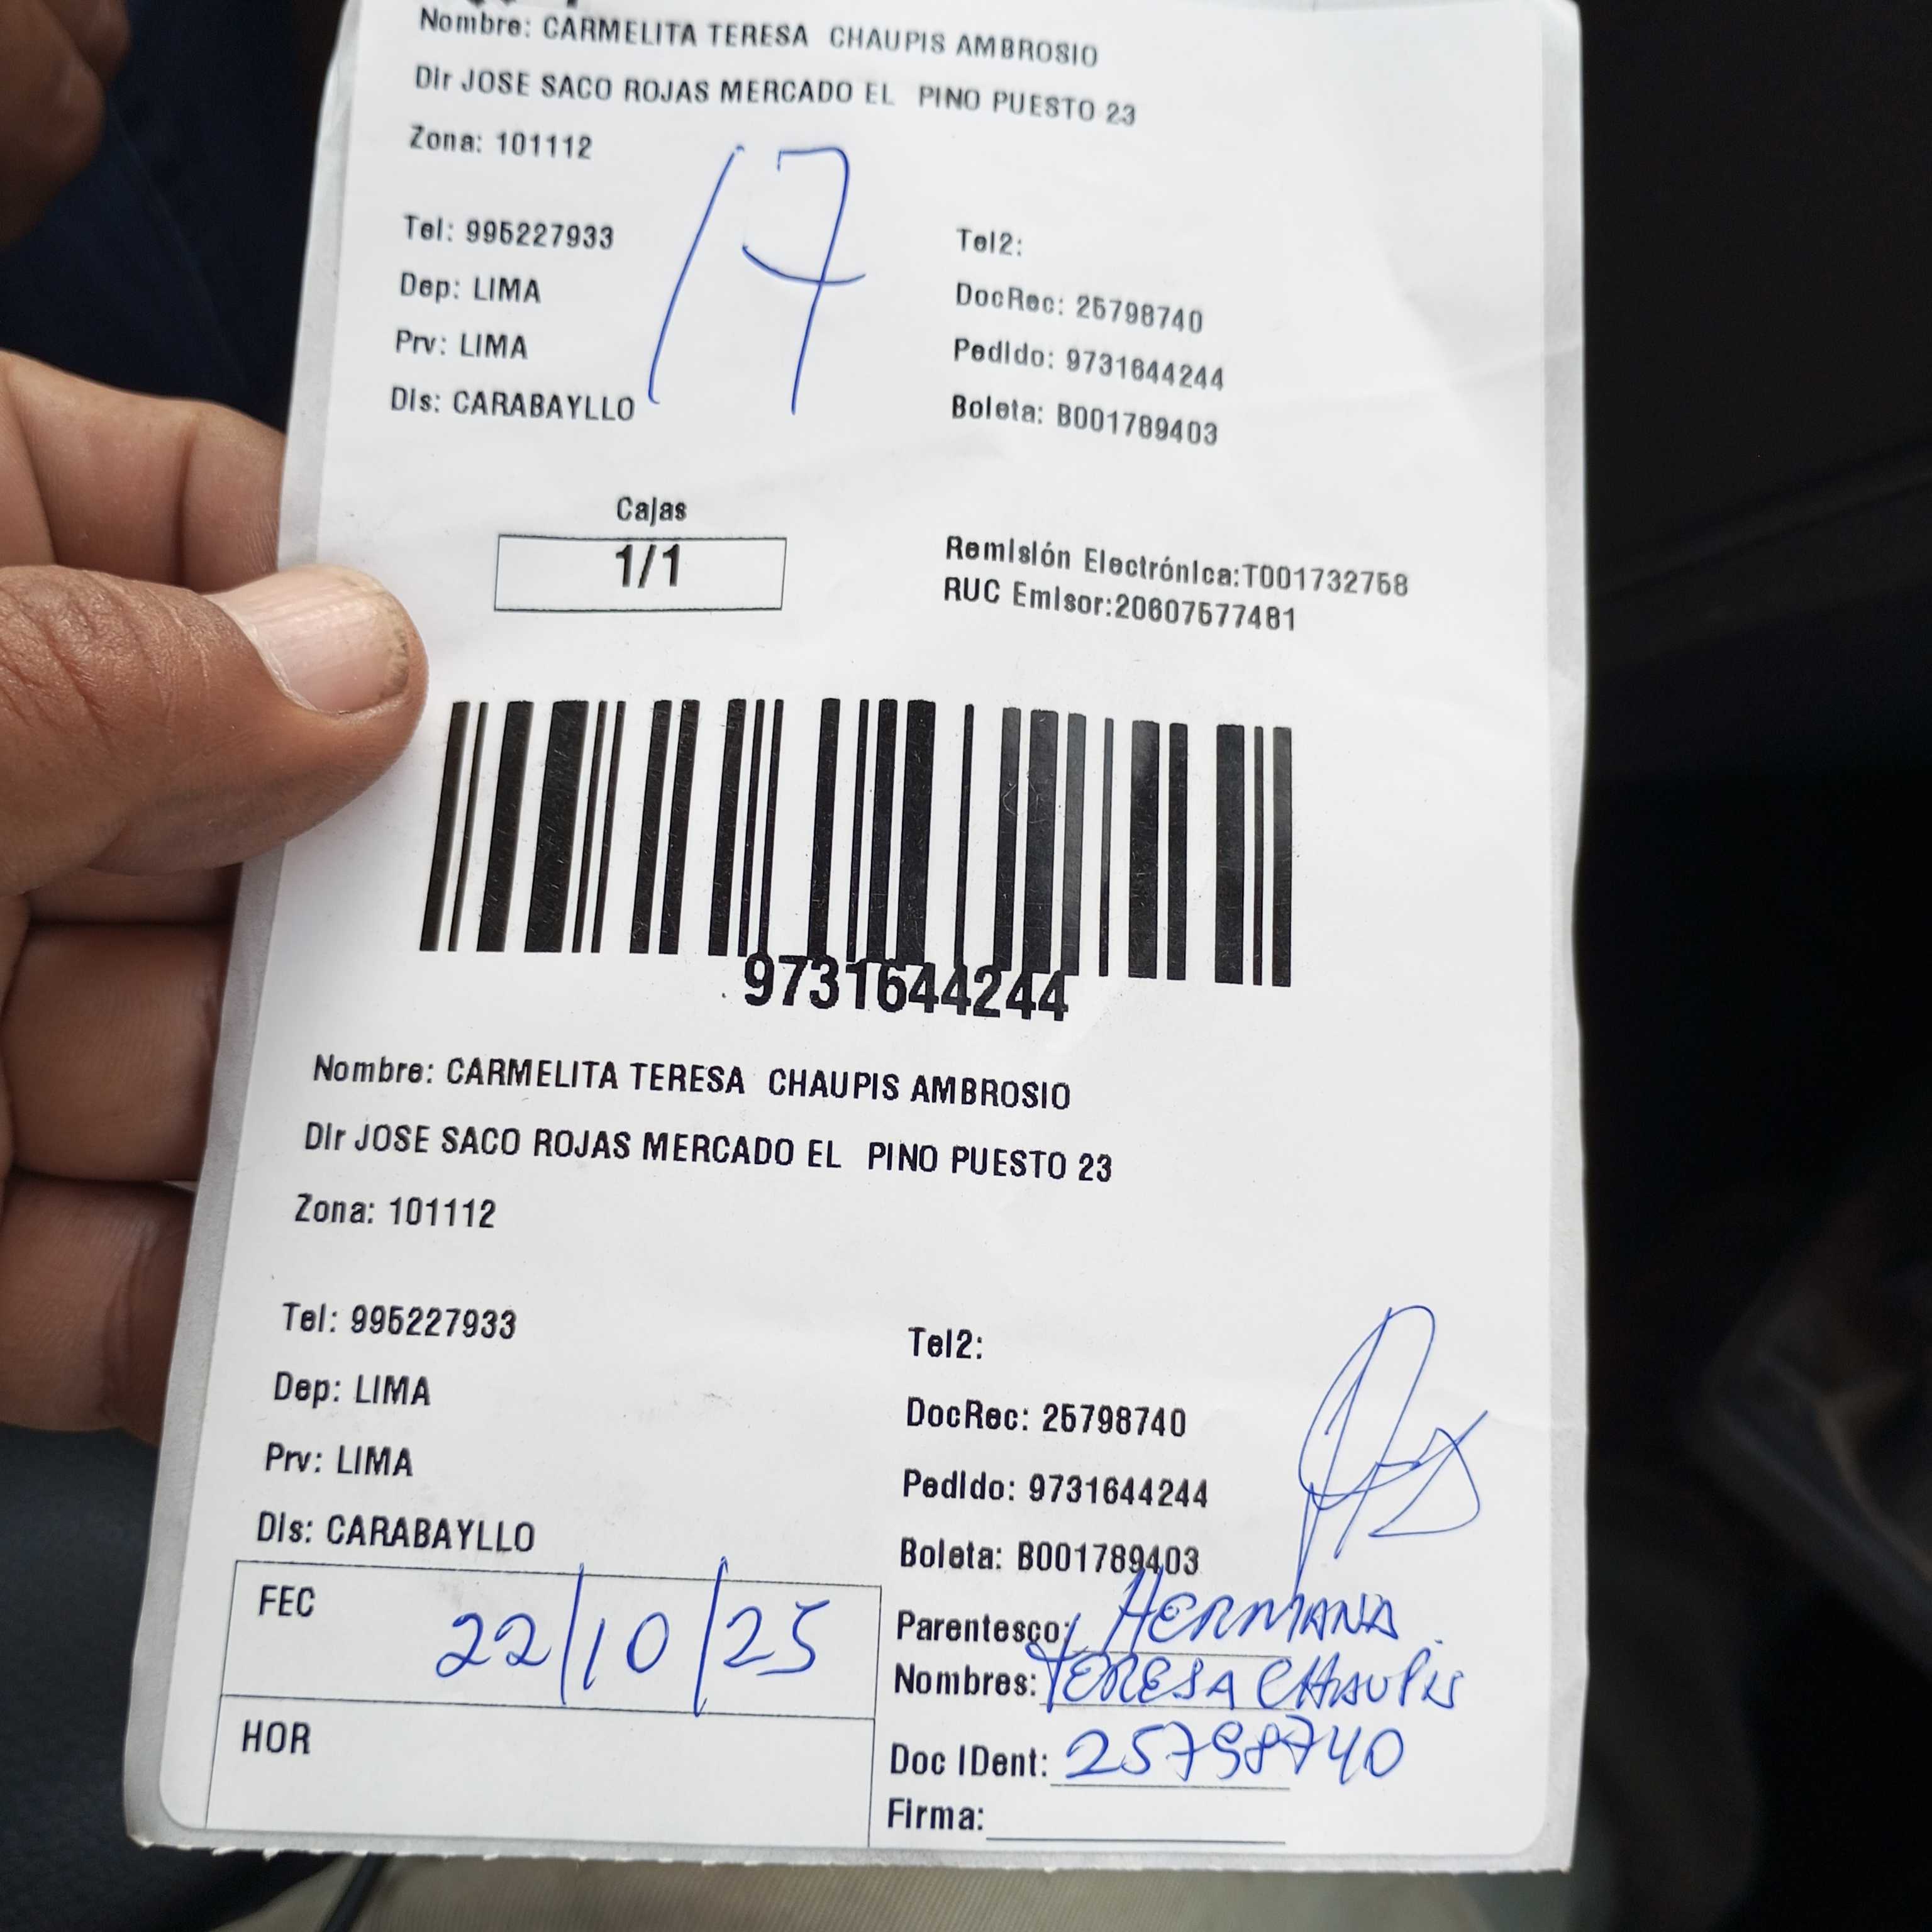 Nombre: CARMELITA TERESA CHAUPIS AMBROSIO
Dir JOSE SACO ROJAS MERCADO EL PINO PUESTO 23
Zona: 101112
17
Tel: 995227933
Tel2:
Dep: LIMA
DocRec: 25798740
Prv: LIMA
Pedido: 9731644244
Dis: CARABAYLLO
Boleta: B001789403
Cajas
1/1
Remisión Electrónica:T001732758
RUC Emisor:20607577481
9731644244
Nombre: CARMELITA TERESA CHAUPIS AMBROSIO
Dir JOSE SACO ROJAS MERCADO EL PINO PUESTO 23
Zona: 101112
Tel: 995227933
Tel2:
Dep: LIMA
DocRec: 25798740
Prv: LIMA
Pedido: 9731644244
Dis: CARABAYLLO
Boleta: B001789403
FEC 22/10/25
Parentesco: HERMANA
Nombres: TERESA CHAUPIS
HOR
Doc IDent: 25798740
Firma: